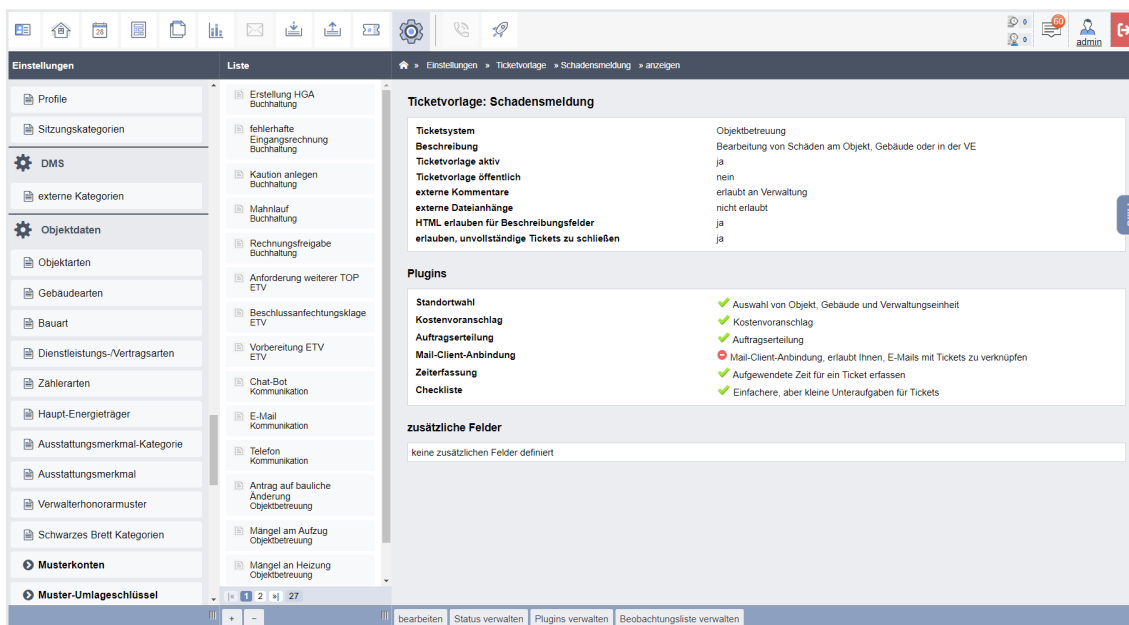 28
0
0
60
admin
Einstellungen
Liste
» Einstellungen » Ticketvorlage » Schadensmeldung » anzeigen
Profile
Sitzungskategorien
DMS
externe Kategorien
Objektdaten
Objektarten
Gebäudearten
Bauart
Dienstleistungs-/Vertragsarten
Zählerarten
Haupt-Energieträger
Ausstattungsmerkmal-Kategorie
Ausstattungsmerkmal
Verwalterhonorarmuster
Schwarzes Brett Kategorien
Musterkonten
Muster-Umlageschlüssel
Erstellung HGA
Buchhaltung
fehlerhafte
Eingangsrechnung
Buchhaltung
Kaution anlegen
Buchhaltung
Mahnlauf
Buchhaltung
Rechnungsfreigabe
Buchhaltung
Anforderung weiterer TOP
ETV
Beschlussanfechtungsklage
ETV
Vorbereitung ETV
ETV
Chat-Bot
Kommunikation
E-Mail
Kommunikation
Telefon
Kommunikation
Antrag auf bauliche
Änderung
Objektbetreuung
Mängel am Aufzug
Objektbetreuung
Mängel an Heizung
Objektbetreuung
|« 1 2 »| 27
+ −
Ticketvorlage: Schadensmeldung
Ticketsystem Objektbetreuung
Beschreibung Bearbeitung von Schäden am Objekt, Gebäude oder in der VE
Ticketvorlage aktiv ja
Ticketvorlage öffentlich nein
externe Kommentare erlaubt an Verwaltung
externe Dateianhänge nicht erlaubt
HTML erlauben für Beschreibungsfelder ja
erlauben, unvollständige Tickets zu schließen ja
Plugins
Standortwahl Auswahl von Objekt, Gebäude und Verwaltungseinheit
Kostenvoranschlag Kostenvoranschlag
Auftragserteilung Auftragserteilung
Mail-Client-Anbindung Mail-Client-Anbindung, erlaubt Ihnen, E-Mails mit Tickets zu verknüpfen
Zeiterfassung Aufgewendete Zeit für ein Ticket erfassen
Checkliste Einfachere, aber kleine Unteraufgaben für Tickets
zusätzliche Felder
keine zusätzlichen Felder definiert
bearbeiten Status verwalten Plugins verwalten Beobachtungsliste verwalten